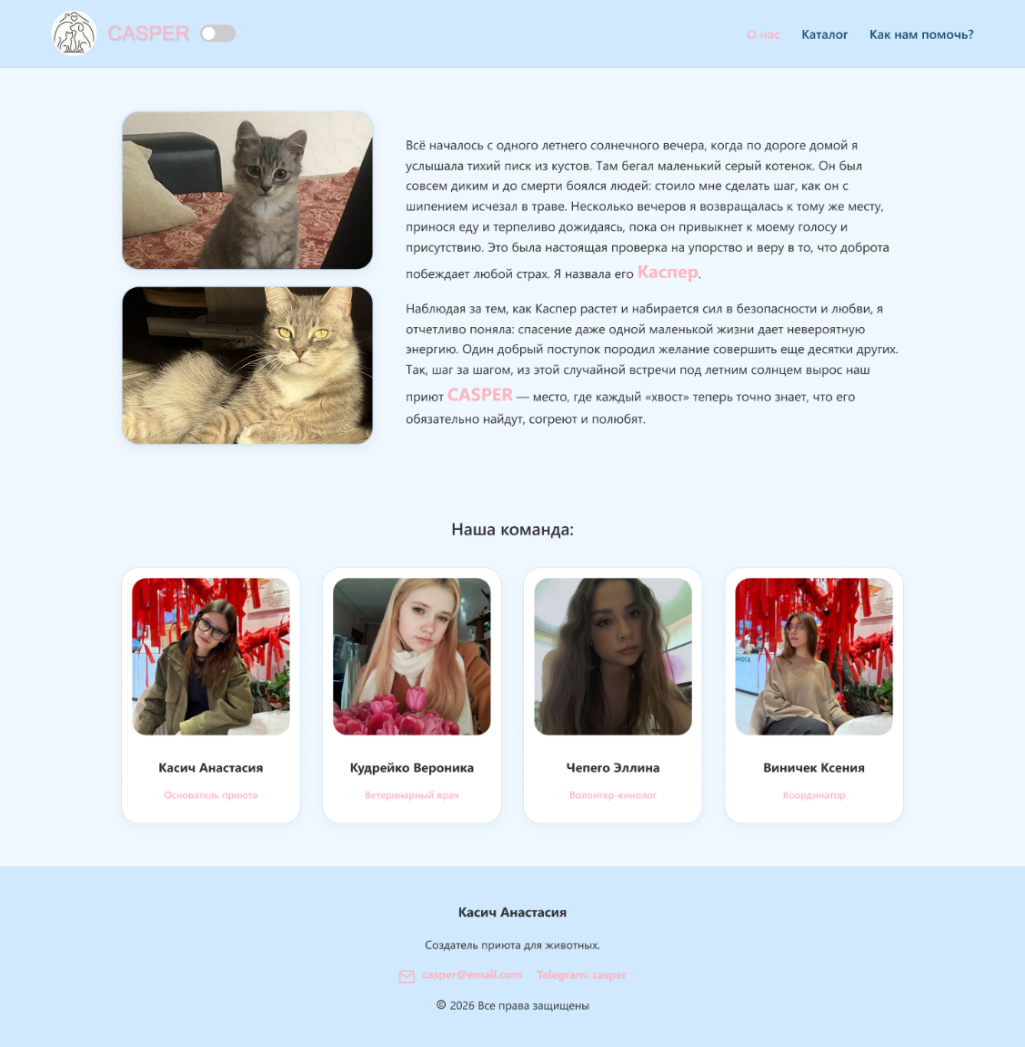 CASPER
О нас
Каталог
Как нам помочь?
Всё началось с одного летнего солнечного вечера, когда по дороге домой я
услышала тихий писк из кустов. Там бегал маленький серый котенок. Он был
совсем диким и до смерти боялся людей: стоило мне сделать шаг, как он с
шипением исчезал в траве. Несколько вечеров я возвращалась к тому же месту,
принося еду и терпеливо дожидаясь, пока он привыкнет к моему голосу и
присутствию. Это была настоящая проверка на упорство и веру в то, что доброта
побеждает любой страх. Я назвала его Каспер.
Наблюдая за тем, как Каспер растет и набирается сил в безопасности и любви, я
отчетливо поняла: спасение даже одной маленькой жизни дает невероятную
энергию. Один добрый поступок породил желание совершить еще десятки других.
Так, шаг за шагом, из этой случайной встречи под летним солнцем вырос наш
приют CASPER — место, где каждый «хвост» теперь точно знает, что его
обязательно найдут, согреют и полюбят.
Наша команда:
Касич Анастасия
Основатель приюта
Кудрейко Вероника
Ветеринарный врач
Чепего Эллина
Волонтер-кинолог
Виничек Ксения
Координатор
Касич Анастасия
Создатель приюта для животных.
casper@email.com Telegram: casper
© 2026 Все права защищены